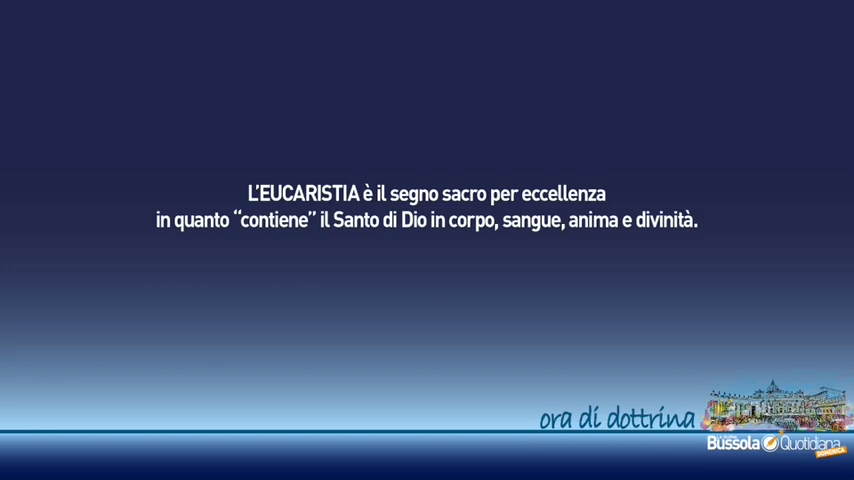 L'EUCARISTIA è il segno sacro per eccellenza
in quanto “contiene” il Santo di Dio in corpo, sangue, anima e divinità.
ora di dottrina
Bussola Quotidiana
DOMENICA